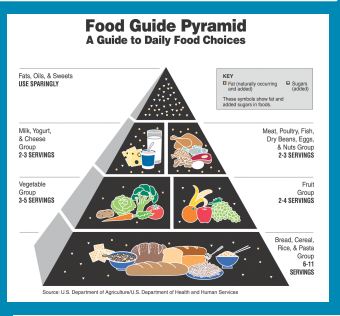 Food Guide Pyramid
A Guide to Daily Food Choices
Fats, Oils, & Sweets
USE SPARINGLY
KEY
Fat (naturally occurring
and added)
Sugars
(added)
These symbols show fat and
added sugars in foods.
Milk, Yogurt,
& Cheese
Group
2-3 SERVINGS
Meat, Poultry, Fish,
Dry Beans, Eggs,
& Nuts Group
2-3 SERVINGS
Vegetable
Group
3-5 SERVINGS
Fruit
Group
2-4 SERVINGS
Bread, Cereal,
Rice, & Pasta
Group
6-11
SERVINGS
Source: U.S. Department of Agriculture/U.S. Department of Health and Human Services